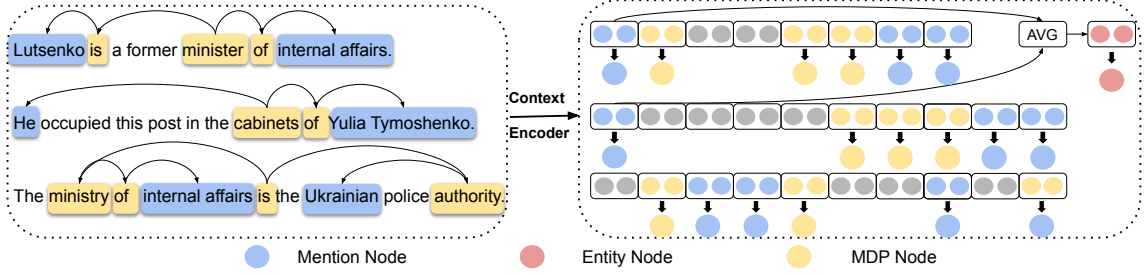 Lutsenko is a former minister of internal affairs.
He occupied this post in the cabinets of Yulia Tymoshenko.
The ministry of internal affairs is the Ukrainian police authority.
Context
Encoder
AVG
Mention Node
Entity Node
MDP Node